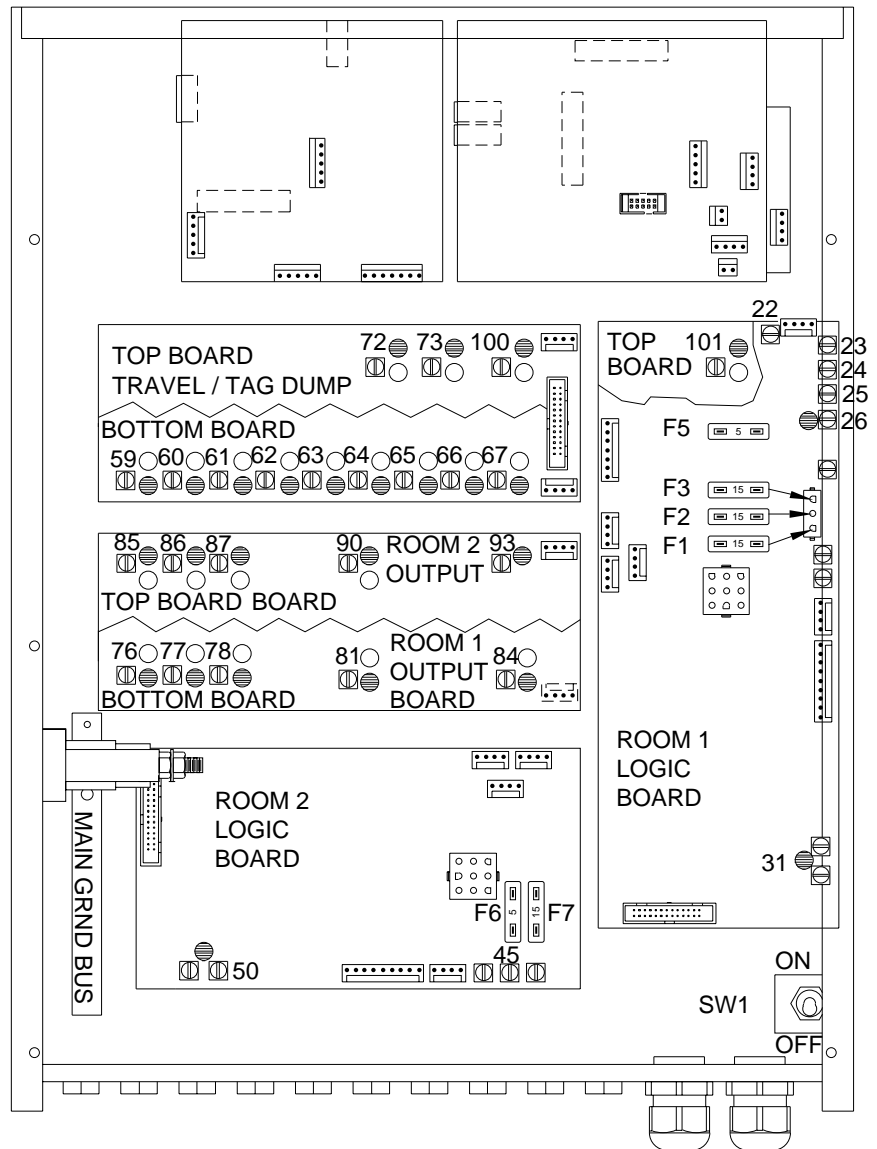 22
72 73 100
TOP BOARD
TRAVEL / TAG DUMP
TOP 101
BOARD
23
24
25
26
BOTTOM BOARD
59 60 61 62 63 64 65 66 67
F5 5
F3 15
F2 15
F1 15
85 86 87 90 ROOM 2 93
OUTPUT
TOP BOARD BOARD
76 77 78 81 ROOM 1 84
OUTPUT
BOTTOM BOARD BOARD
ROOM 1
LOGIC
BOARD
ROOM 2
LOGIC
BOARD
MAIN GRND BUS
31
F6 5 15 F7
45
50
ON
SW1
OFF